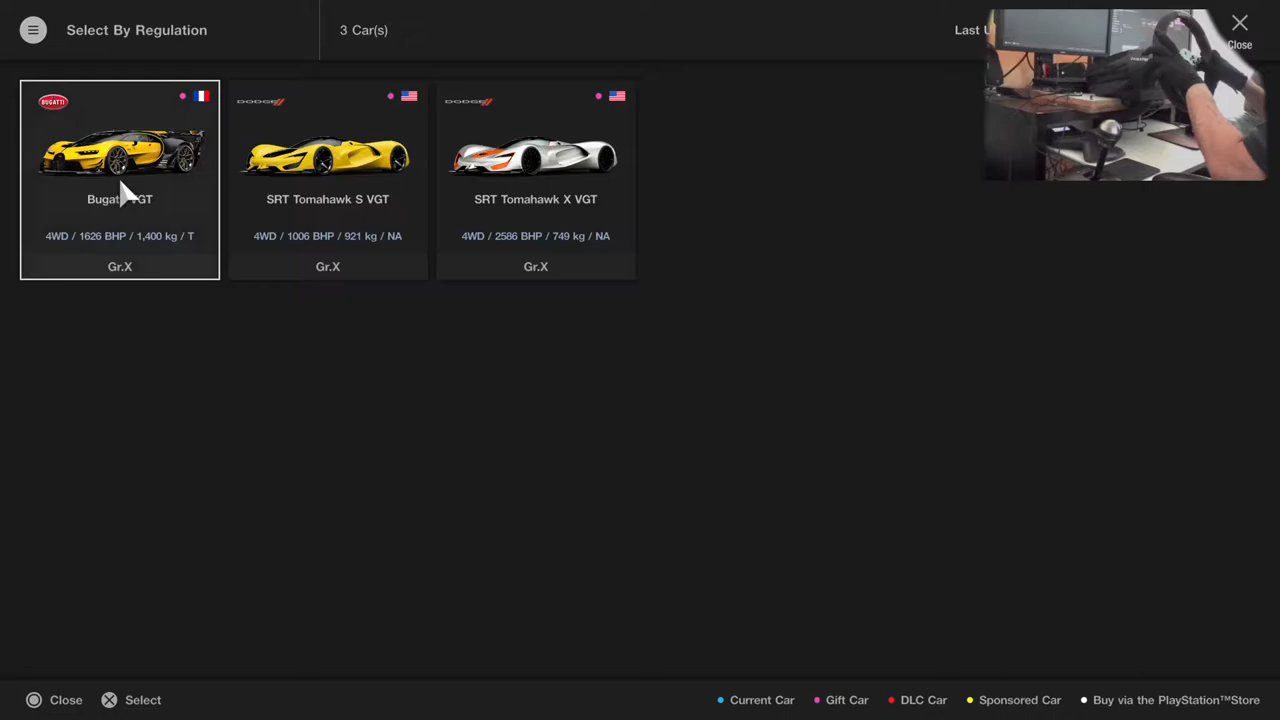 Select By Regulation
3 Car(s)
Last U
Close
BUGATTI
DODGE
DODGE
Bugatti VGT
SRT Tomahawk S VGT
SRT Tomahawk X VGT
4WD / 1626 BHP / 1,400 kg / T
4WD / 1006 BHP / 921 kg / NA
4WD / 2586 BHP / 749 kg / NA
Gr.X
Gr.X
Gr.X
Close
Select
Current Car
Gift Car
DLC Car
Sponsored Car
Buy via the PlayStation™Store